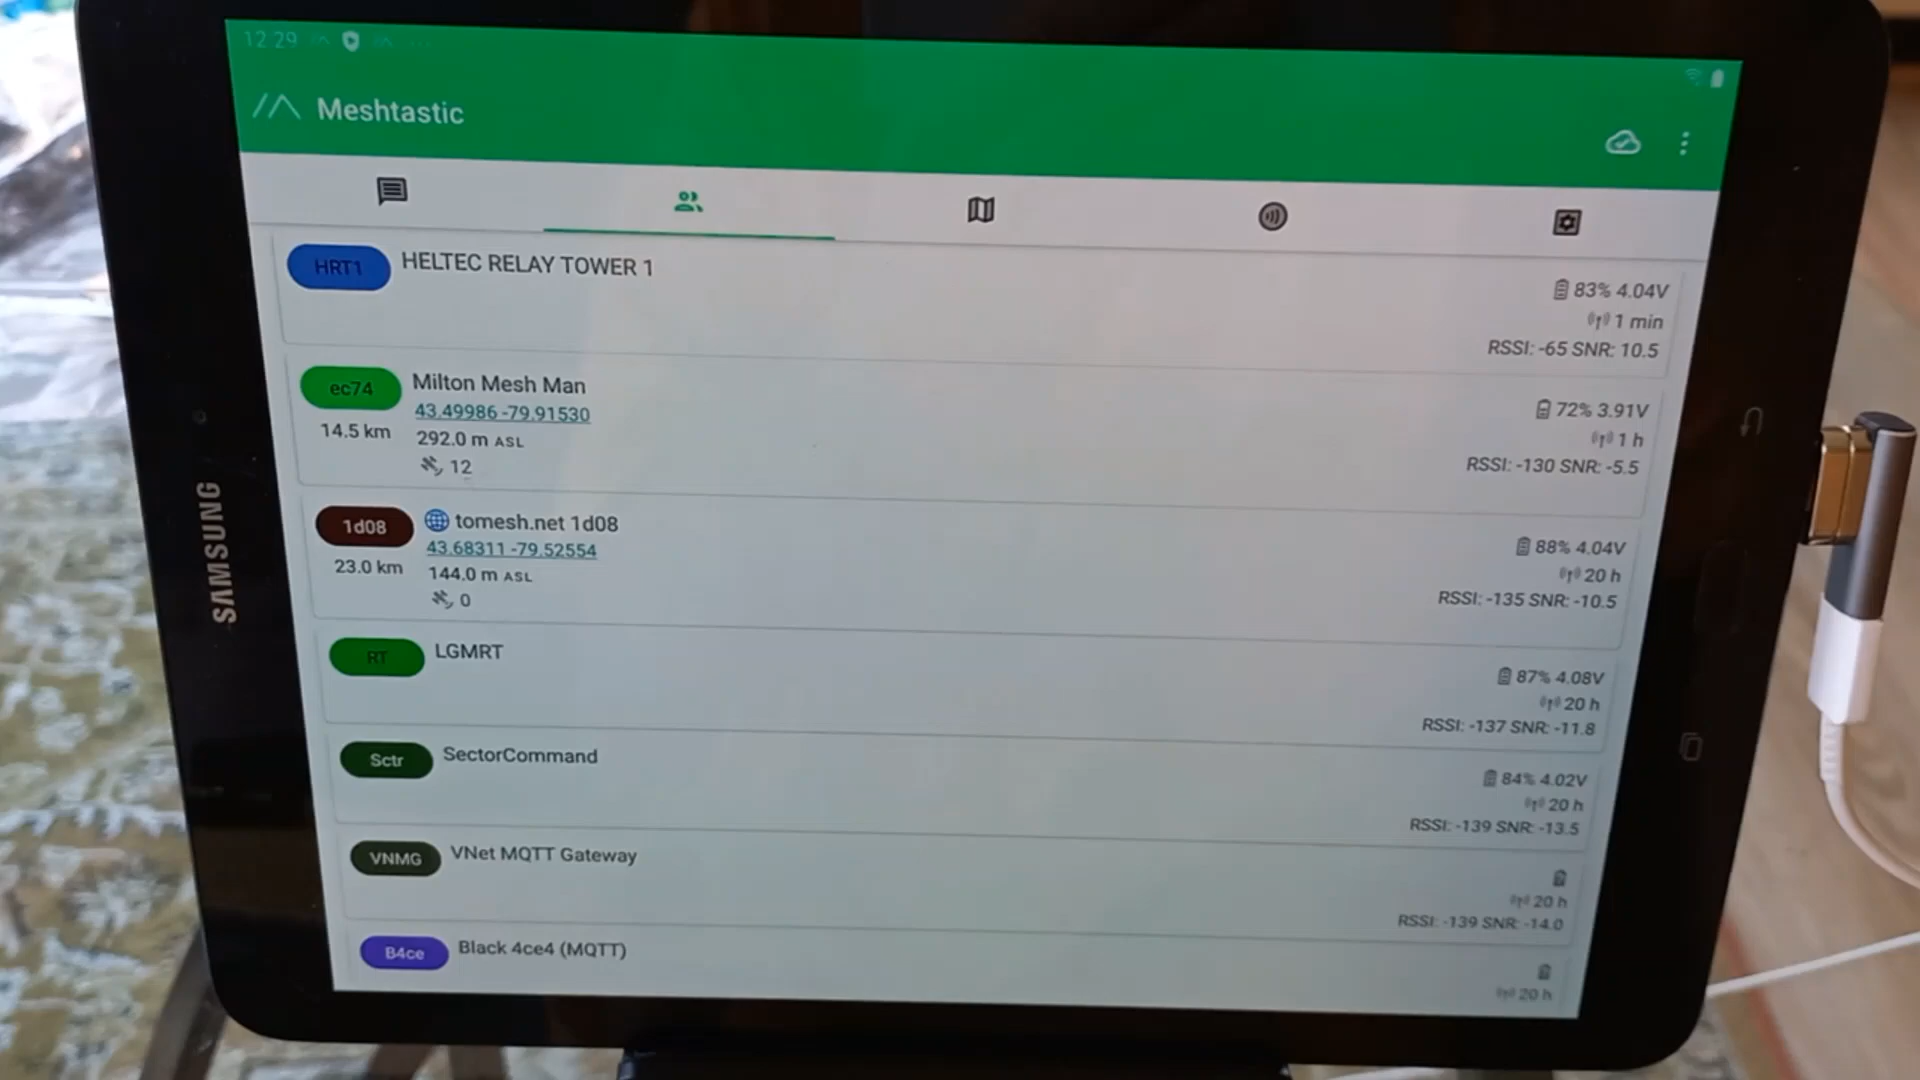 12:29
Meshtastic
HRT1 HELTEC RELAY TOWER 1
83% 4.04V
1 min
RSSI: -65 SNR: 10.5
ec74 Milton Mesh Man
43.49986 -79.91530
72% 3.91V
14.5 km 292.0 m ASL
1 h
12
RSSI: -130 SNR: -5.5
1d08 tomesh.net 1d08
43.68311 -79.52554
88% 4.04V
23.0 km 144.0 m ASL
20 h
0
RSSI: -135 SNR: -10.5
RT LGMRT
87% 4.08V
20 h
RSSI: -137 SNR: -11.8
Sctr SectorCommand
84% 4.02V
20 h
RSSI: -139 SNR: -13.5
VNMG VNet MQTT Gateway
20 h
RSSI: -139 SNR: -14.0
B4ce Black 4ce4 (MQTT)
20 h
SAMSUNG